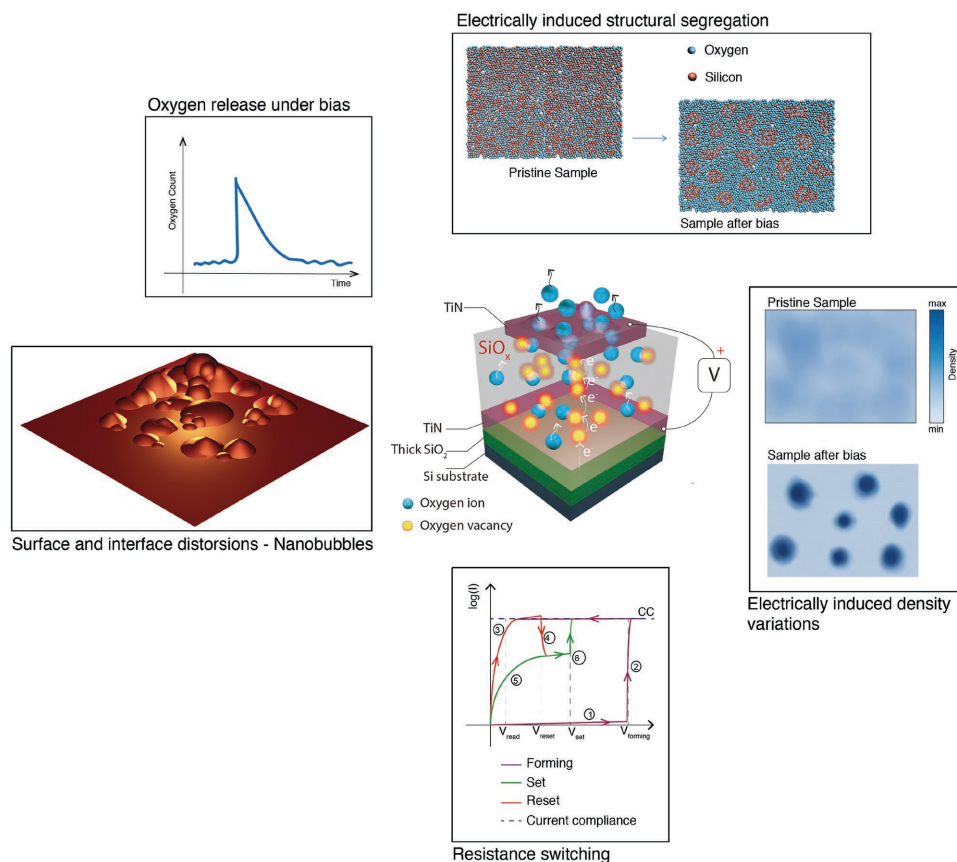 Electrically induced structural segregation
Oxygen
Silicon
Pristine Sample
Sample after bias
Oxygen release under bias
Oxygen Count
Time
TiN
SiOx
e
e-
e-
e-
e-
TiN
Thick SiO2
Si substrate
Oxygen ion
Oxygen vacancy
+
V
Pristine Sample
max
Density
min
Sample after bias
Electrically induced density
variations
Surface and interface distorsions - Nanobubbles
log(I)
CC
3
4
2
6
5
1
Vread
Vreset
Vset
Vforming
Forming
Set
Reset
Current compliance
Resistance switching